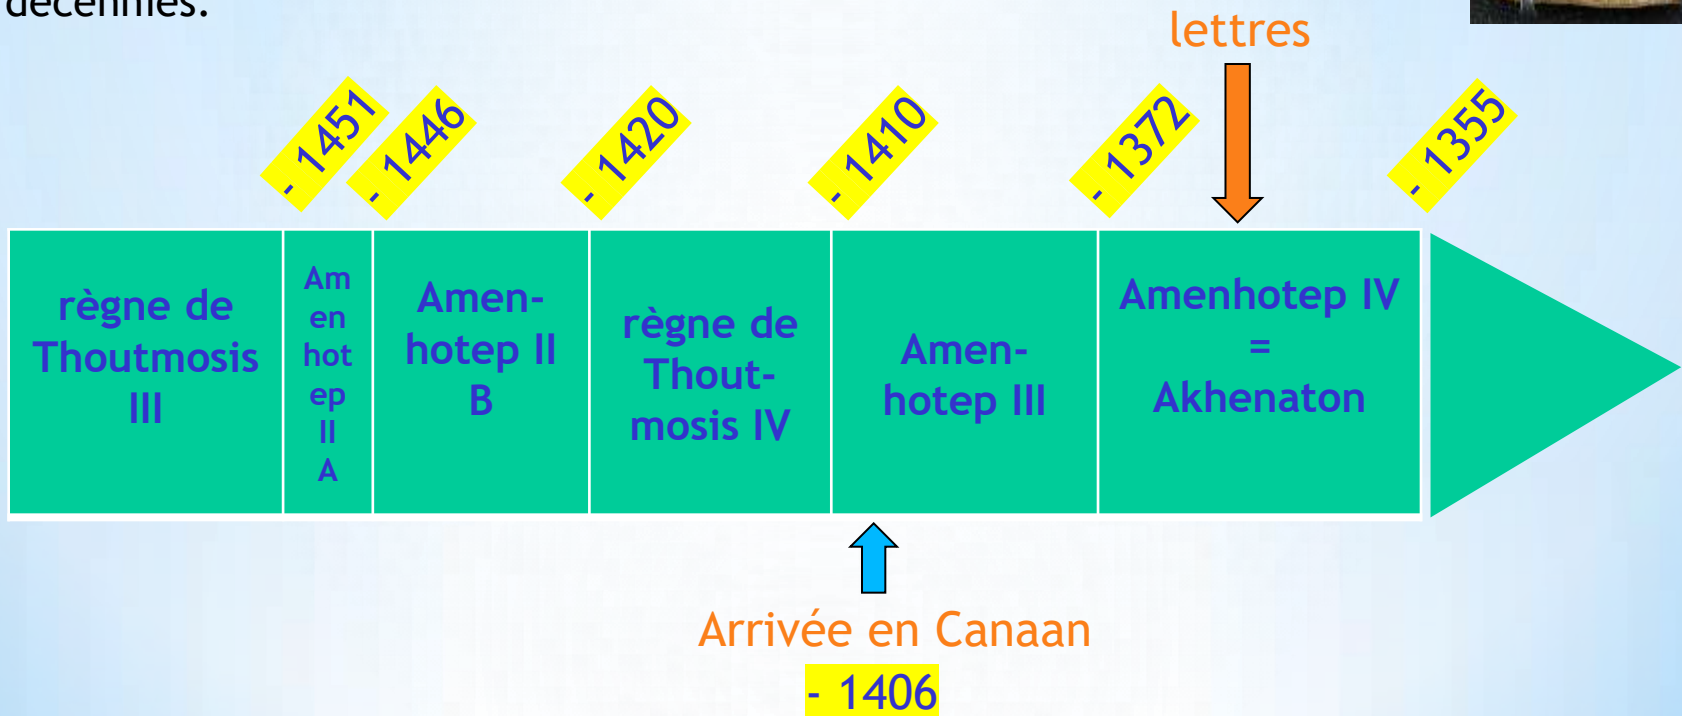 décennies.
lettres
- 1451
- 1446
- 1420
- 1410
- 1372
- 1355
règne de
Thoutmosis
III
Am
en
hot
ep
II
A
Amen-
hotep II
B
règne de
Thout-
mosis IV
Amen-
hotep III
Amenhotep IV
=
Akhenaton
Arrivée en Canaan
- 1406